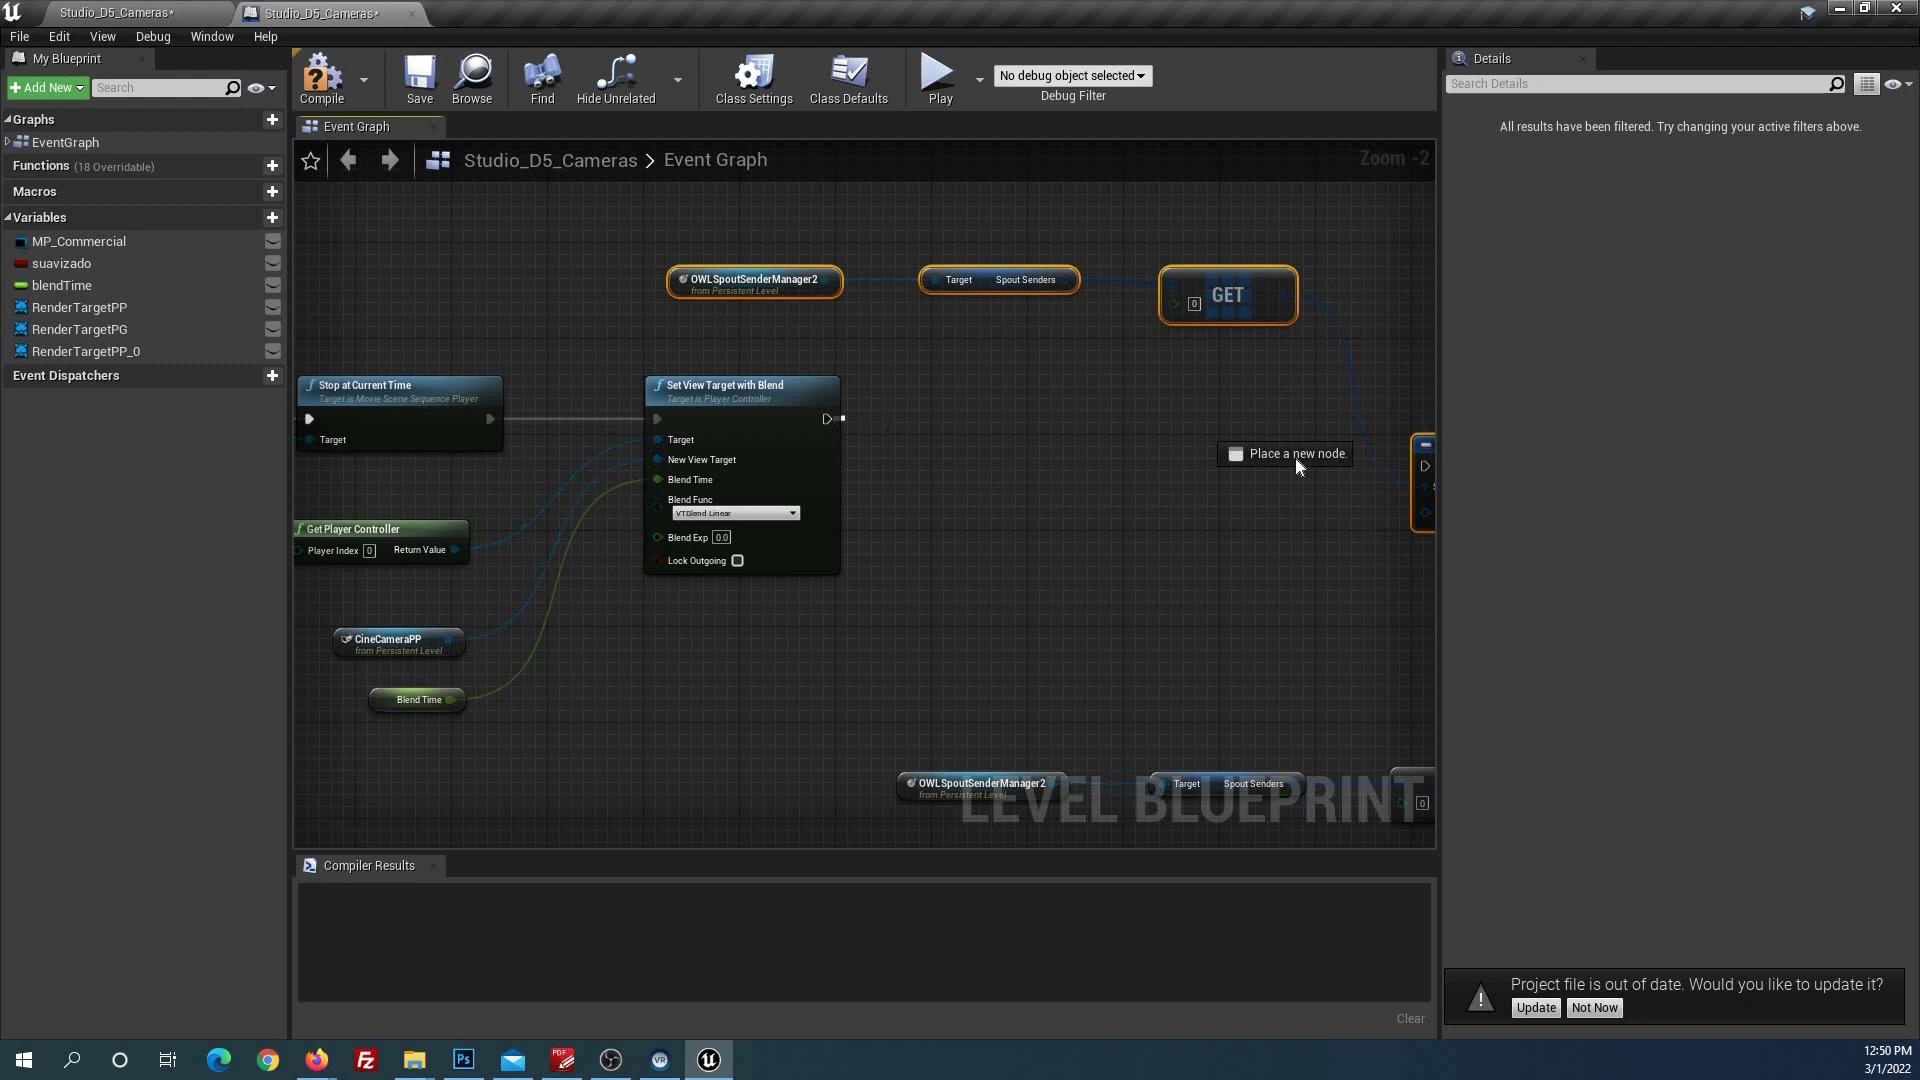 Studio_D5_Cameras*
Studio_D5_Cameras*
File Edit View Debug Window Help
My Blueprint
Add New
Search
Graphs
EventGraph
Functions (18 Overridable)
Macros
Variables
MP_Commercial
suavizado
blendTime
RenderTargetPP
RenderTargetPG
RenderTargetPP_0
Event Dispatchers
Compile
Save
Browse
Find
Hide Unrelated
Class Settings
Class Defaults
Play
No debug object selected
Debug Filter
Event Graph
Studio_D5_Cameras > Event Graph
Zoom -2
OWLSpoutSenderManager2
from Persistent Level
Target Spout Senders
0
GET
Stop at Current Time
Target is Movie Scene Sequence Player
Target
Set View Target with Blend
Target is Player Controller
Target
New View Target
Blend Time
Blend Func
VTBlend Linear
Blend Exp 0.0
Lock Outgoing
Place a new node.
Get Player Controller
Player Index 0 Return Value
CineCameraPP
from Persistent Level
Blend Time
OWLSpoutSenderManager2
from Persistent Level
Target Spout Senders
0
LEVEL BLUEPRINT
Compiler Results
Clear
Details
Search Details
All results have been filtered. Try changing your active filters above.
Project file is out of date. Would you like to update it?
Update Not Now
Fz
Ps
PDF
VR
12:50 PM
3/1/2022